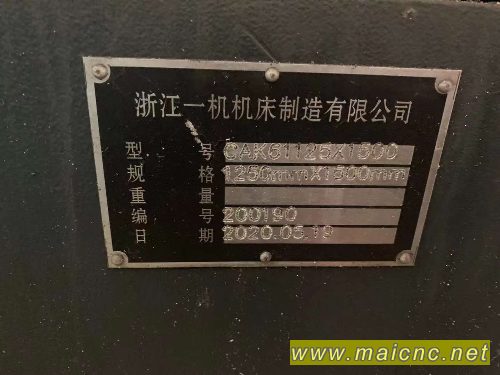 浙江一机机床制造有限公司
型 号 CAK61125X1500
规 格 1250mmX1500mm
重 量
编 号 200190
日 期 2020.05.19
www.maicnc.net